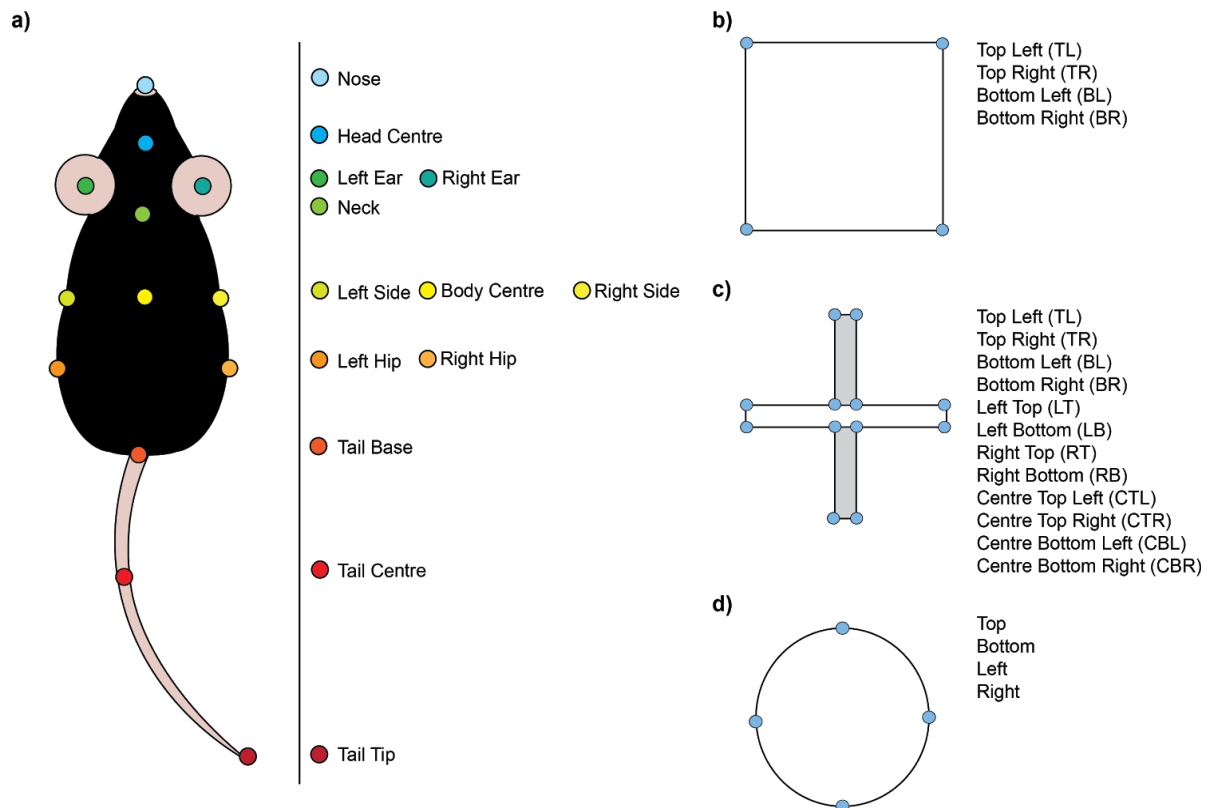 a)
Nose
Head Centre
Left Ear Right Ear
Neck
Left Side Body Centre Right Side
Left Hip Right Hip
Tail Base
Tail Centre
Tail Tip
b)
Top Left (TL)
Top Right (TR)
Bottom Left (BL)
Bottom Right (BR)
c)
Top Left (TL)
Top Right (TR)
Bottom Left (BL)
Bottom Right (BR)
Left Top (LT)
Left Bottom (LB)
Right Top (RT)
Right Bottom (RB)
Centre Top Left (CTL)
Centre Top Right (CTR)
Centre Bottom Left (CBL)
Centre Bottom Right (CBR)
d)
Top
Bottom
Left
Right